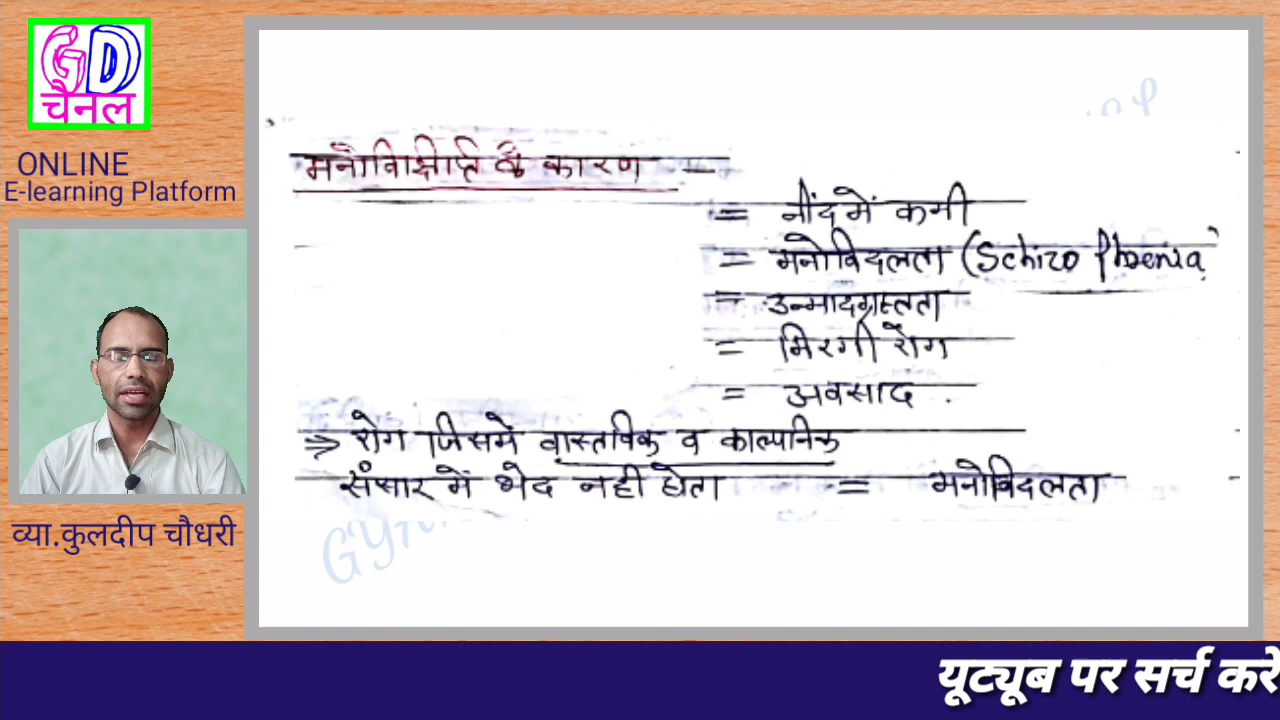 GD
चैनल
ONLINE
E-learning Platform
व्या.कुलदीप चौधरी
मनोविक्षिप्ति के कारण -
= नींद में कमी
= मनोविदलता (Schizo Phrenia)
= उन्मादग्रस्तता
= मिरगी रोग
= अवसाद .
⇒ रोग जिसमे वास्तविक व काल्पनिक
संसार में भेद नही होता = मनोविदलता
यूट्यूब पर सर्च करे